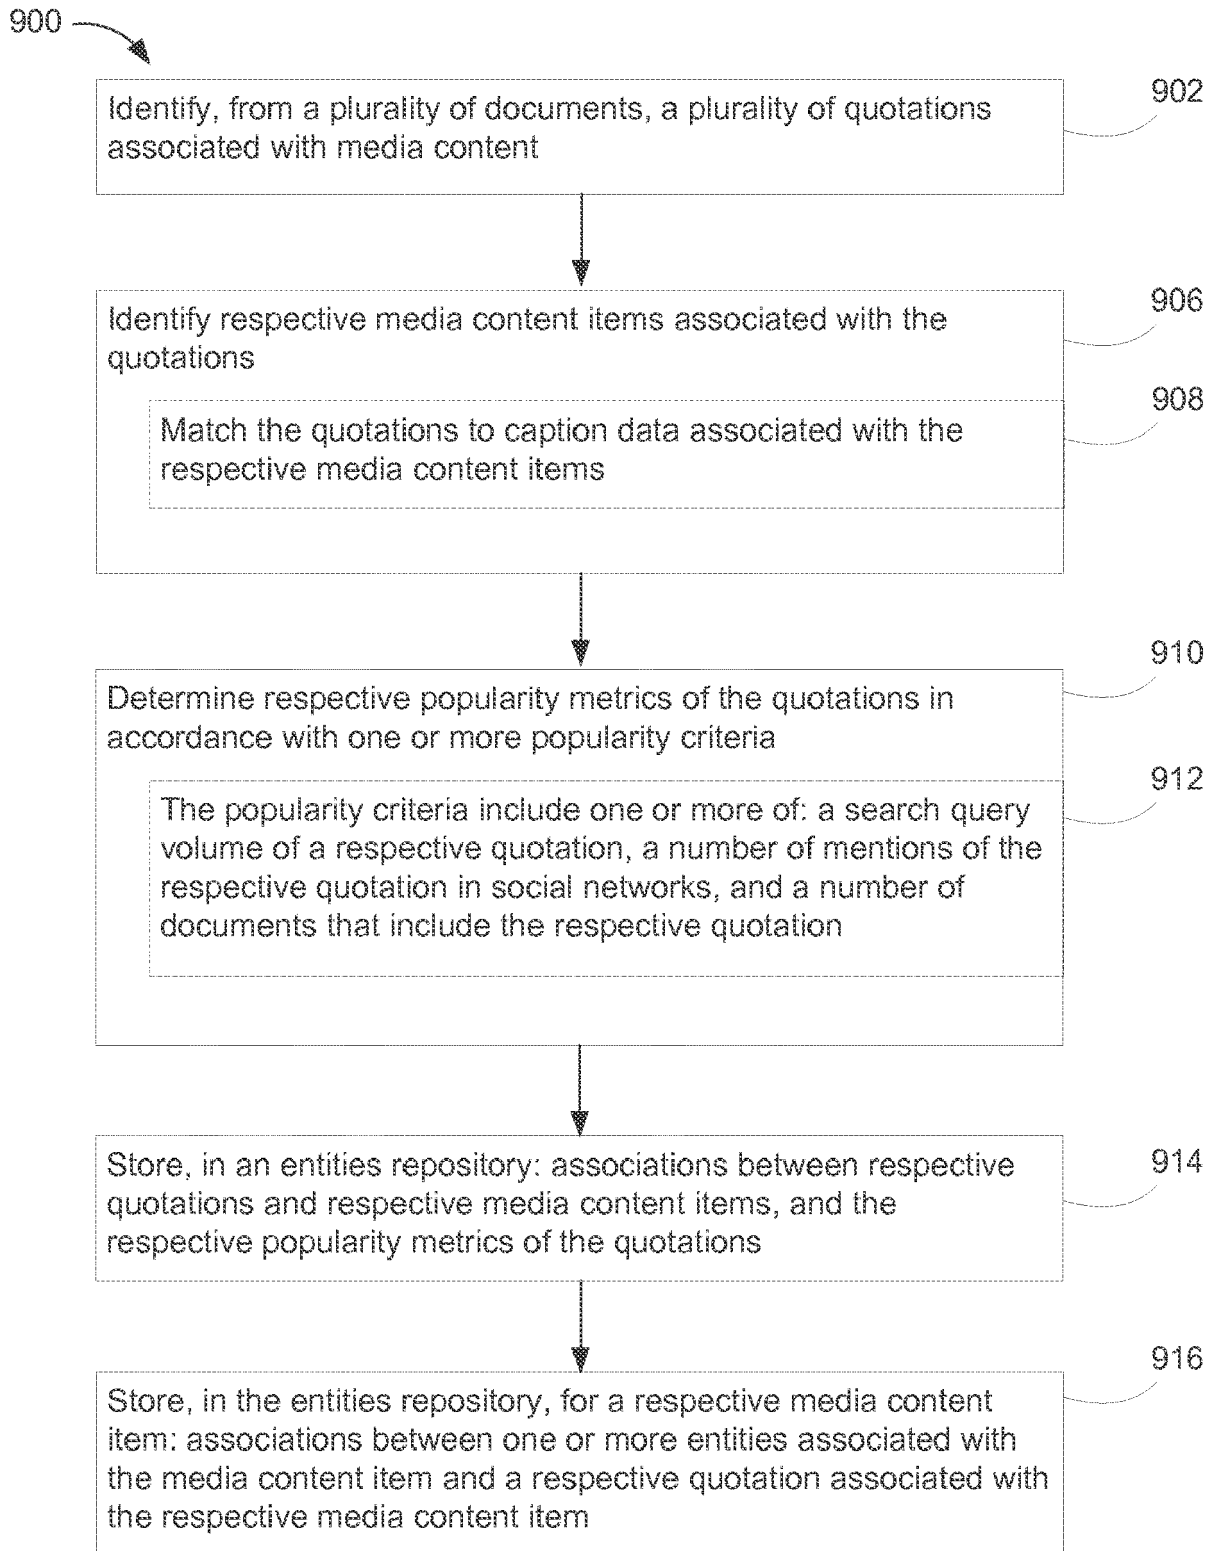 900
902
Identify, from a plurality of documents, a plurality of quotations
associated with media content
906
Identify respective media content items associated with the
quotations
908
Match the quotations to caption data associated with the
respective media content items
910
Determine respective popularity metrics of the quotations in
accordance with one or more popularity criteria
912
The popularity criteria include one or more of: a search query
volume of a respective quotation, a number of mentions of the
respective quotation in social networks, and a number of
documents that include the respective quotation
914
Store, in an entities repository: associations between respective
quotations and respective media content items, and the
respective popularity metrics of the quotations
916
Store, in the entities repository, for a respective media content
item: associations between one or more entities associated with
the media content item and a respective quotation associated with
the respective media content item